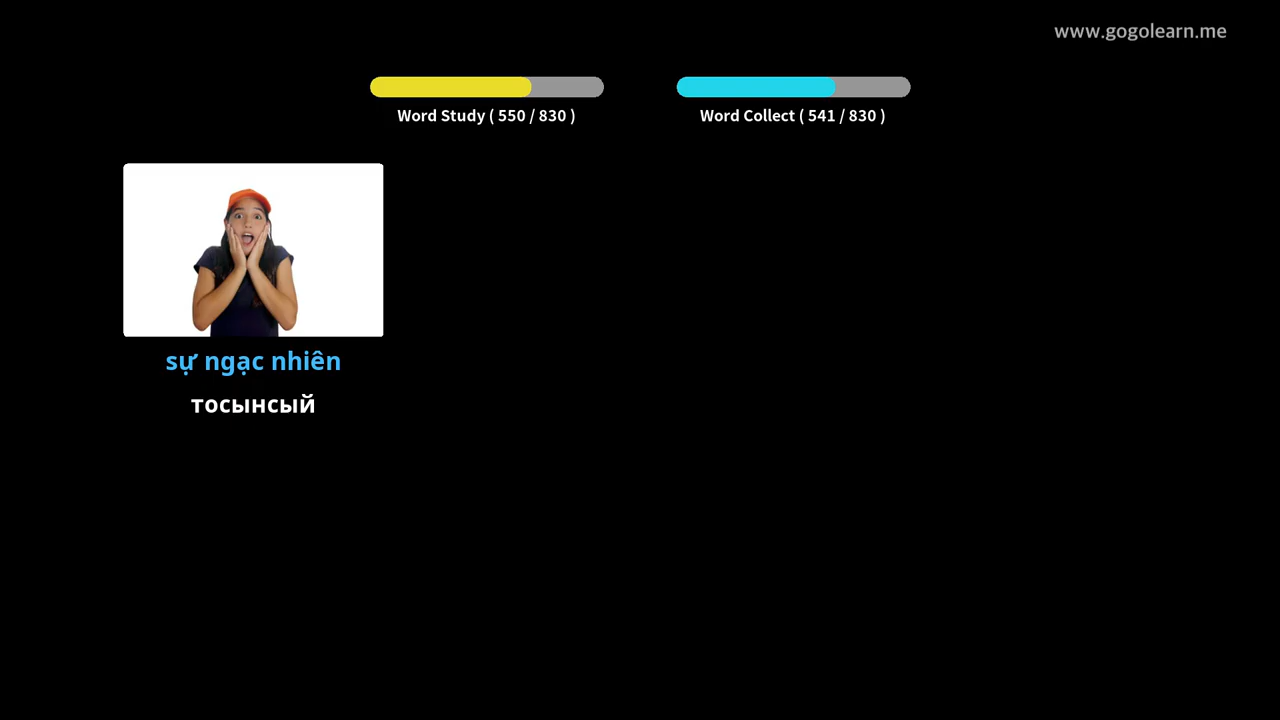 www.gogolearn.me
Word Study ( 550 / 830 )
Word Collect ( 541 / 830 )
sự ngạc nhiên
тосынсый